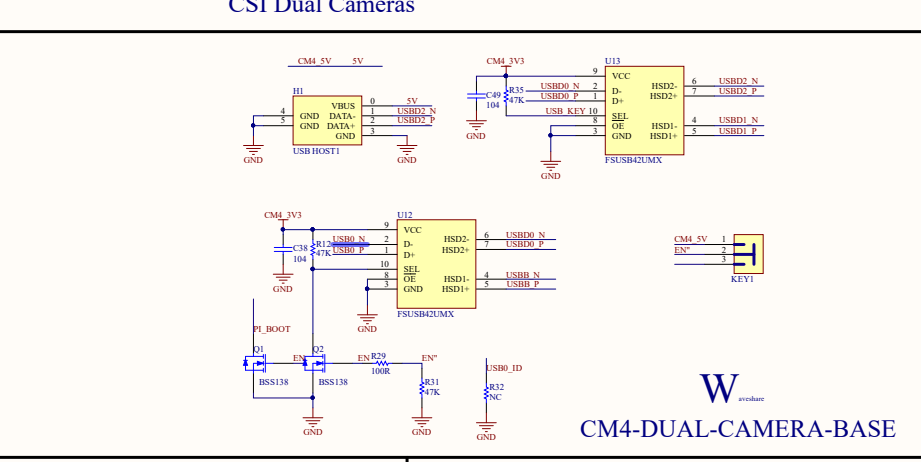 CSI Dual Cameras
CM4_5V 5V
H1
VBUS 0 5V
4 GND DATA- 1 USBD2_N
5 GND DATA+ 2 USBD2_P
GND 3
USB HOST1
GND
GND
CM4_3V3
U13
9 VCC
C49
104
R35
47K
USBD0_N 2 D-
USBD0_P 1 D+
USB_KEY 10 SEL
8 OE
3 GND
HSD2- 6 USBD2_N
HSD2+ 7 USBD2_P
HSD1- 4 USBD1_N
HSD1+ 5 USBD1_P
GND
FSUSB42UMX
GND
CM4_3V3
U12
9 VCC
C38
104
R12
47K
USB0_N 2 D-
USB0_P 1 D+
10 SEL
8 OE
3 GND
HSD2- 6 USBD0_N
HSD2+ 7 USBD0_P
HSD1- 4 USBB_N
HSD1+ 5 USBB_P
GND
FSUSB42UMX
GND
CM4_5V 1
EN" 2
3
KEY1
PI_BOOT
Q1
BSS138
EN
Q2
BSS138
EN R29 EN"
100R
R31
47K
USB0_ID
R32
NC
GND
GND
GND
Waveshare
CM4-DUAL-CAMERA-BASE